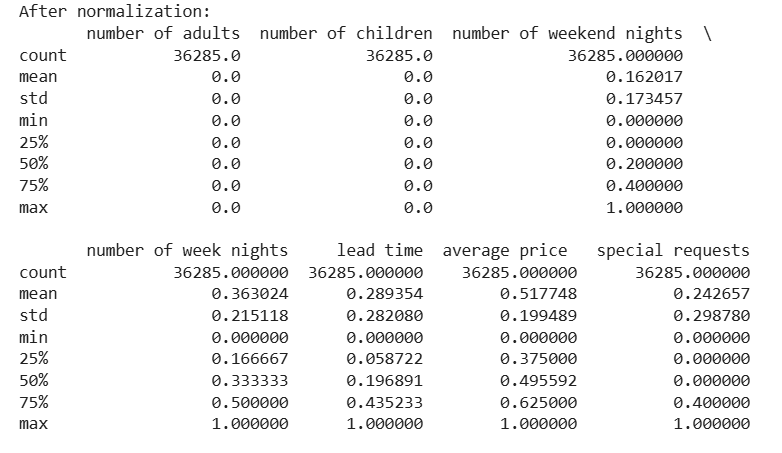 After normalization:
number of adults number of children number of weekend nights \
count 36285.0 36285.0 36285.000000
mean 0.0 0.0 0.162017
std 0.0 0.0 0.173457
min 0.0 0.0 0.000000
25% 0.0 0.0 0.000000
50% 0.0 0.0 0.200000
75% 0.0 0.0 0.400000
max 0.0 0.0 1.000000
number of week nights lead time average price special requests
count 36285.000000 36285.000000 36285.000000 36285.000000
mean 0.363024 0.289354 0.517748 0.242657
std 0.215118 0.282080 0.199489 0.298780
min 0.000000 0.000000 0.000000 0.000000
25% 0.166667 0.058722 0.375000 0.000000
50% 0.333333 0.196891 0.495592 0.000000
75% 0.500000 0.435233 0.625000 0.400000
max 1.000000 1.000000 1.000000 1.000000